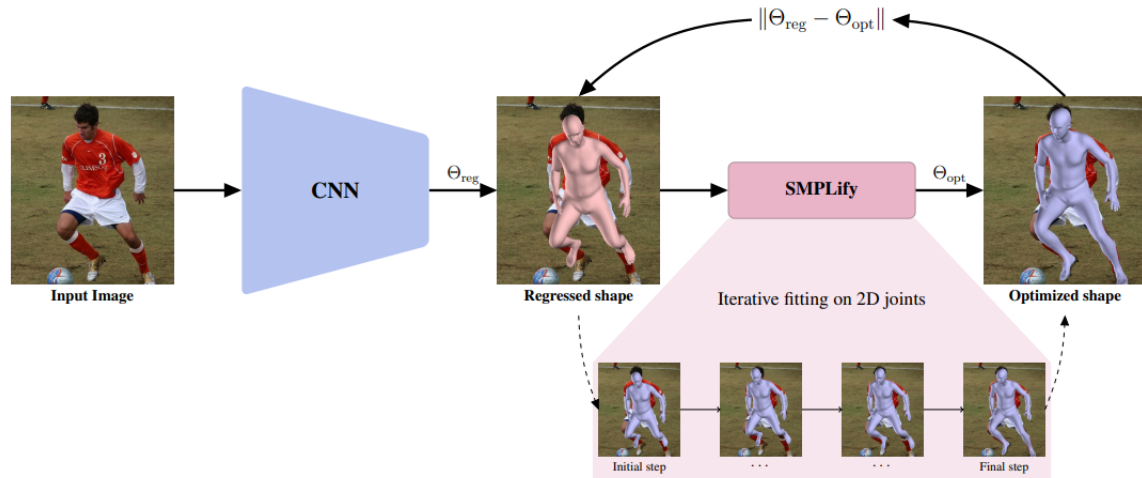 ‖Θreg − Θopt‖
CNN
Θreg
SMPLify
Θopt
3
Input Image
Regressed shape
Iterative fitting on 2D joints
Optimized shape
Initial step
. . .
. . .
Final step